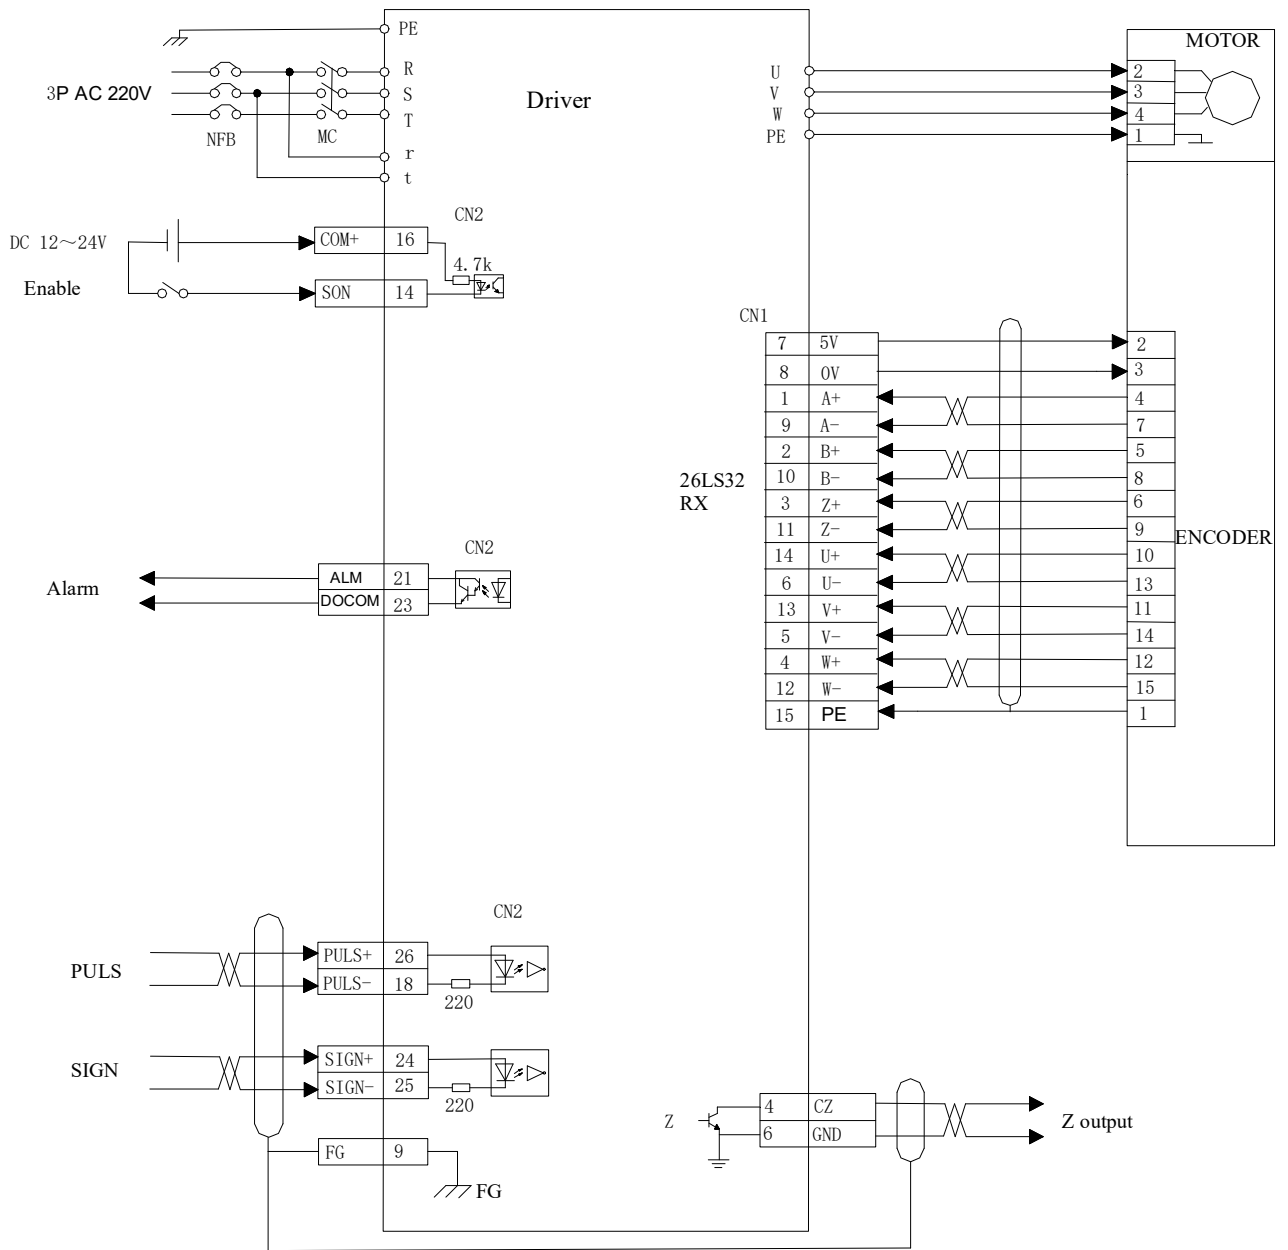 PE
R
3P AC 220V
S
T
NFB
MC
r
t
Driver
U
V
W
PE
MOTOR
2
3
4
1
CN2
DC 12～24V
COM+ 16
4.7k
Enable
SON 14
CN1
7 5V 2
8 0V 3
1 A+ 4
9 A- 7
2 B+ 5
10 B- 8
3 Z+ 6
11 Z- 9
14 U+ 10
6 U- 13
13 V+ 11
5 V- 14
4 W+ 12
12 W- 15
15 PE 1
26LS32
RX
ENCODER
CN2
Alarm
ALM 21
DOCOM 23
CN2
PULS
PULS+ 26
PULS- 18
220
SIGN
SIGN+ 24
SIGN- 25
220
FG 9
FG
Z
4 CZ
6 GND
Z output